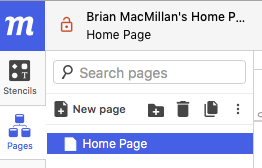 m
Brian MacMillan's Home P...
Home Page
Stencils
Search pages
New page
Pages
Home Page